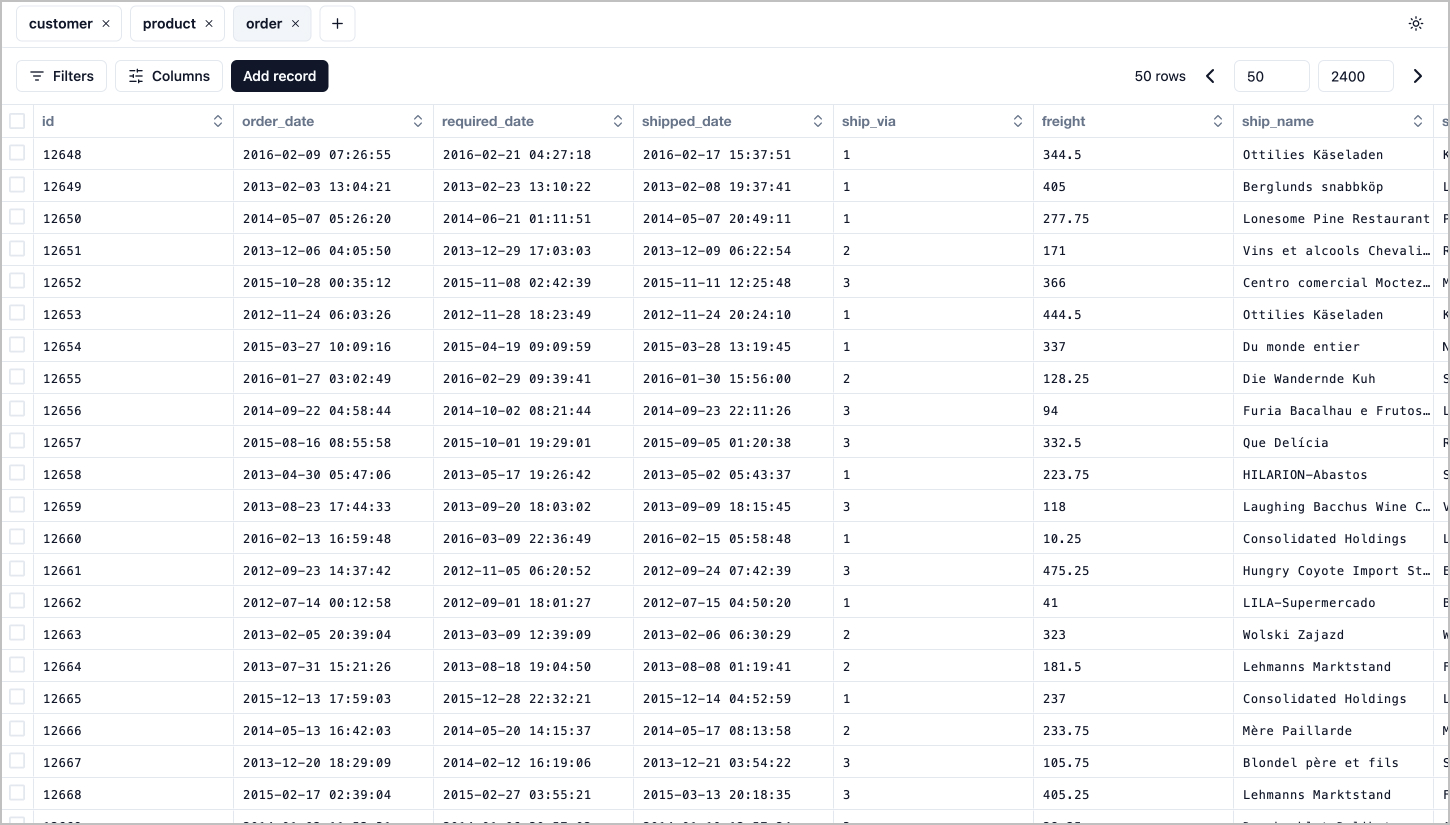 customer × product × order × +
Filters Columns Add record 50 rows 50 2400
id order_date required_date shipped_date ship_via freight ship_name
12648 2016-02-09 07:26:55 2016-02-21 04:27:18 2016-02-17 15:37:51 1 344.5 Ottilies Käseladen
12649 2013-02-03 13:04:21 2013-02-23 13:10:22 2013-02-08 19:37:41 1 405 Berglunds snabbköp
12650 2014-05-07 05:26:20 2014-06-21 01:11:51 2014-05-07 20:49:11 1 277.75 Lonesome Pine Restaurant
12651 2013-12-06 04:05:50 2013-12-29 17:03:03 2013-12-09 06:22:54 2 171 Vins et alcools Chevali…
12652 2015-10-28 00:35:12 2015-11-08 02:42:39 2015-11-11 12:25:48 3 366 Centro comercial Moctez…
12653 2012-11-24 06:03:26 2012-11-28 18:23:49 2012-11-24 20:24:10 1 444.5 Ottilies Käseladen
12654 2015-03-27 10:09:16 2015-04-19 09:09:59 2015-03-28 13:19:45 1 337 Du monde entier
12655 2016-01-27 03:02:49 2016-02-29 09:39:41 2016-01-30 15:56:00 2 128.25 Die Wandernde Kuh
12656 2014-09-22 04:58:44 2014-10-02 08:21:44 2014-09-23 22:11:26 3 94 Furia Bacalhau e Frutos…
12657 2015-08-16 08:55:58 2015-10-01 19:29:01 2015-09-05 01:20:38 3 332.5 Que Delícia
12658 2013-04-30 05:47:06 2013-05-17 19:26:42 2013-05-02 05:43:37 1 223.75 HILARION-Abastos
12659 2013-08-23 17:44:33 2013-09-20 18:03:02 2013-09-09 18:15:45 3 118 Laughing Bacchus Wine C…
12660 2016-02-13 16:59:48 2016-03-09 22:36:49 2016-02-15 05:58:48 1 10.25 Consolidated Holdings
12661 2012-09-23 14:37:42 2012-11-05 06:20:52 2012-09-24 07:42:39 3 475.25 Hungry Coyote Import St…
12662 2012-07-14 00:12:58 2012-09-01 18:01:27 2012-07-15 04:50:20 1 41 LILA-Supermercado
12663 2013-02-05 20:39:04 2013-03-09 12:39:09 2013-02-06 06:30:29 2 323 Wolski Zajazd
12664 2013-07-31 15:21:26 2013-08-18 19:04:50 2013-08-08 01:19:41 2 181.5 Lehmanns Marktstand
12665 2015-12-13 17:59:03 2015-12-28 22:32:21 2015-12-14 04:52:59 1 237 Consolidated Holdings
12666 2014-05-13 16:42:03 2014-05-20 14:15:37 2014-05-17 08:13:58 2 233.75 Mère Paillarde
12667 2013-12-20 18:29:09 2014-02-12 16:19:06 2013-12-21 03:54:22 3 105.75 Blondel père et fils
12668 2015-02-17 02:39:04 2015-02-27 03:55:21 2015-03-13 20:18:35 3 405.25 Lehmanns Marktstand